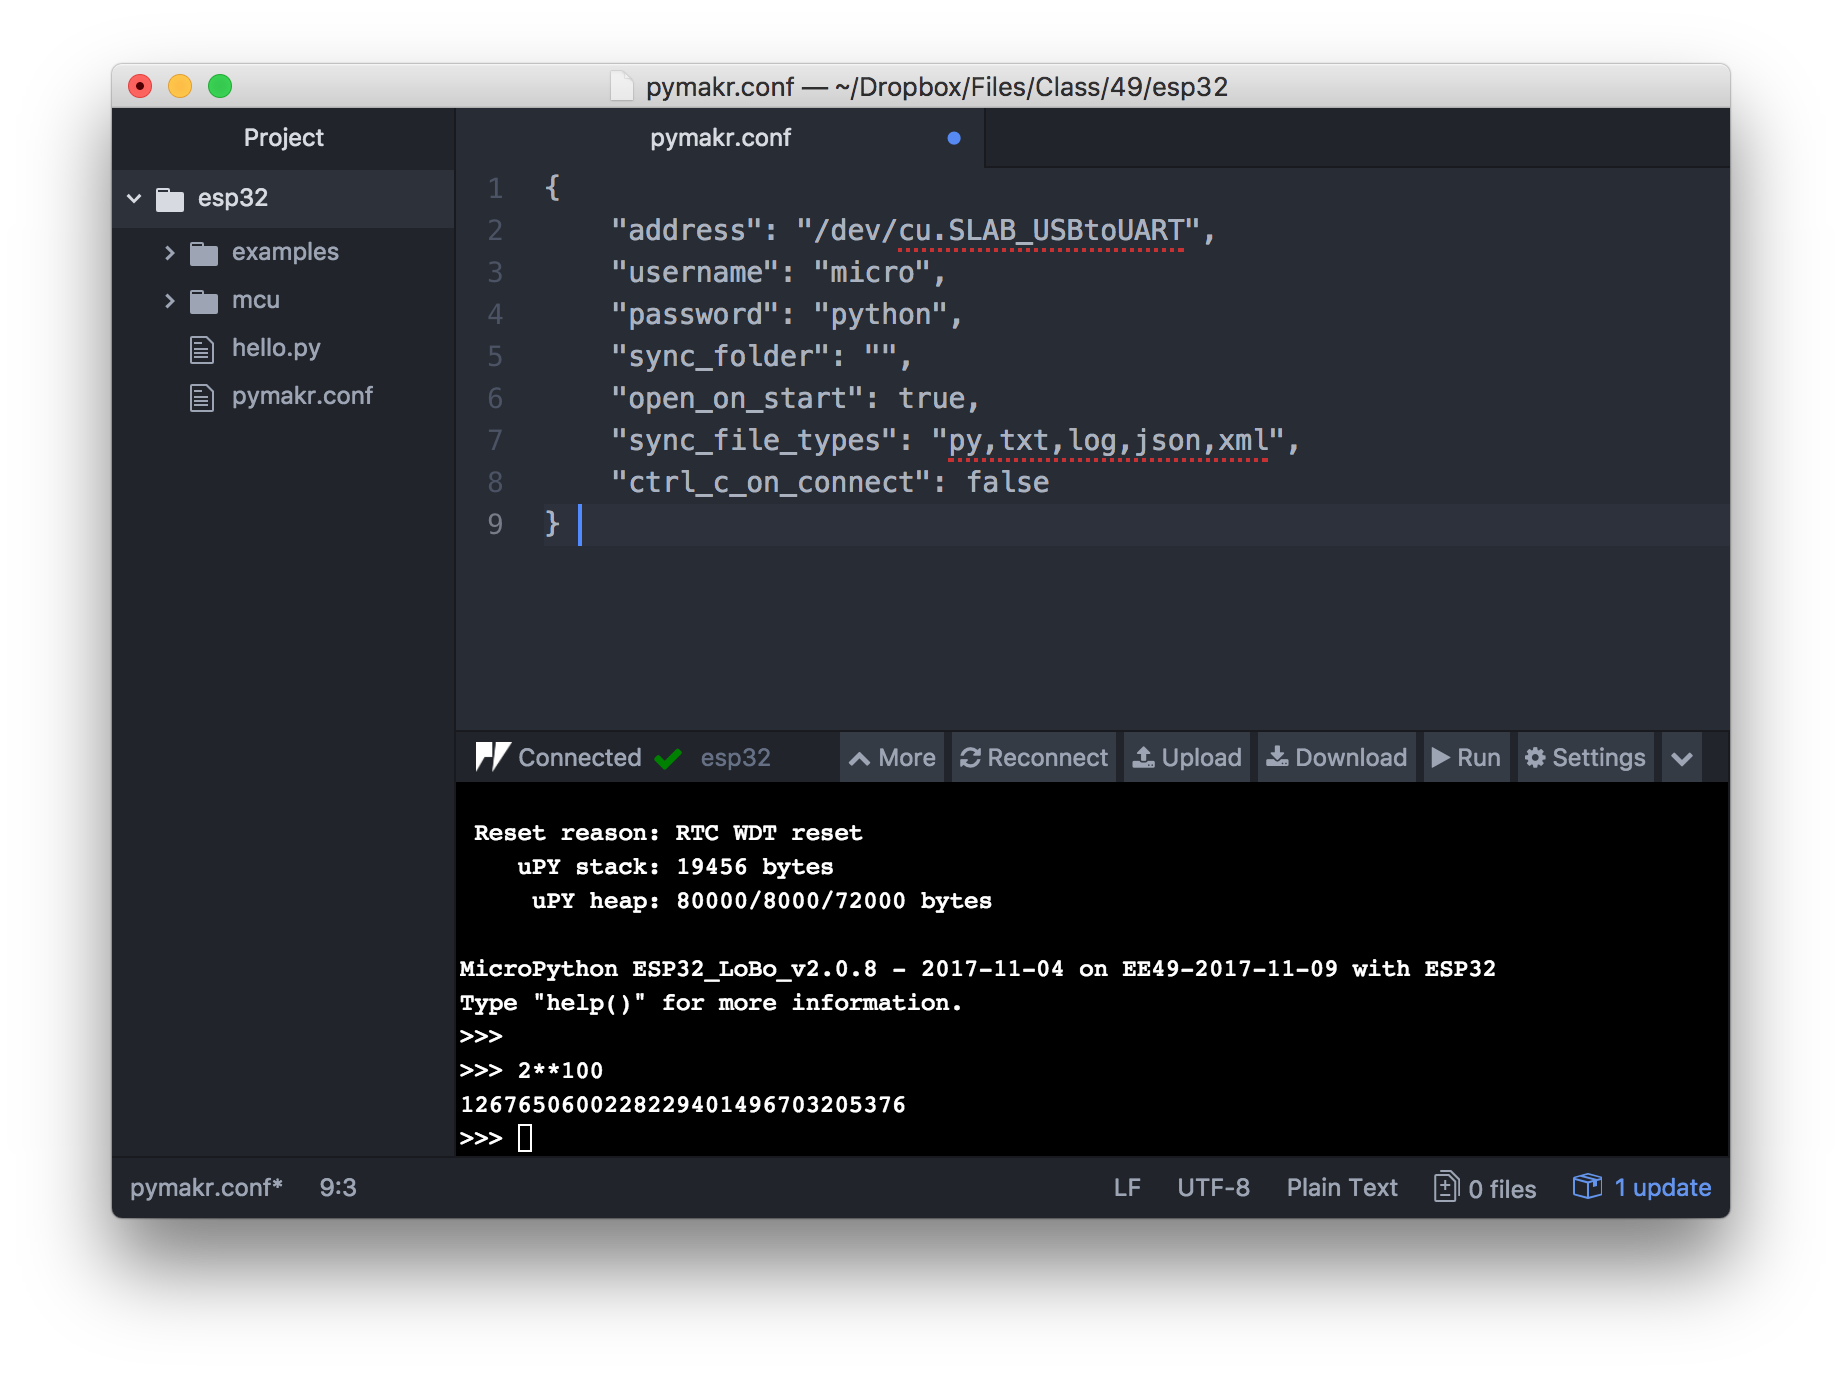 pymakr.conf — ~/Dropbox/Files/Class/49/esp32
Project
esp32
examples
mcu
hello.py
pymakr.conf
pymakr.conf
1 {
2     "address": "/dev/cu.SLAB_USBtoUART",
3     "username": "micro",
4     "password": "python",
5     "sync_folder": "",
6     "open_on_start": true,
7     "sync_file_types": "py,txt,log,json,xml",
8     "ctrl_c_on_connect": false
9 }
Connected esp32 More Reconnect Upload Download Run Settings
Reset reason: RTC WDT reset
uPY stack: 19456 bytes
uPY heap: 80000/8000/72000 bytes
MicroPython ESP32_LoBo_v2.0.8 - 2017-11-04 on EE49-2017-11-09 with ESP32
Type "help()" for more information.
>>>
>>> 2**100
1267650600228229401496703205376
>>>
pymakr.conf* 9:3 LF UTF-8 Plain Text 0 files 1 update